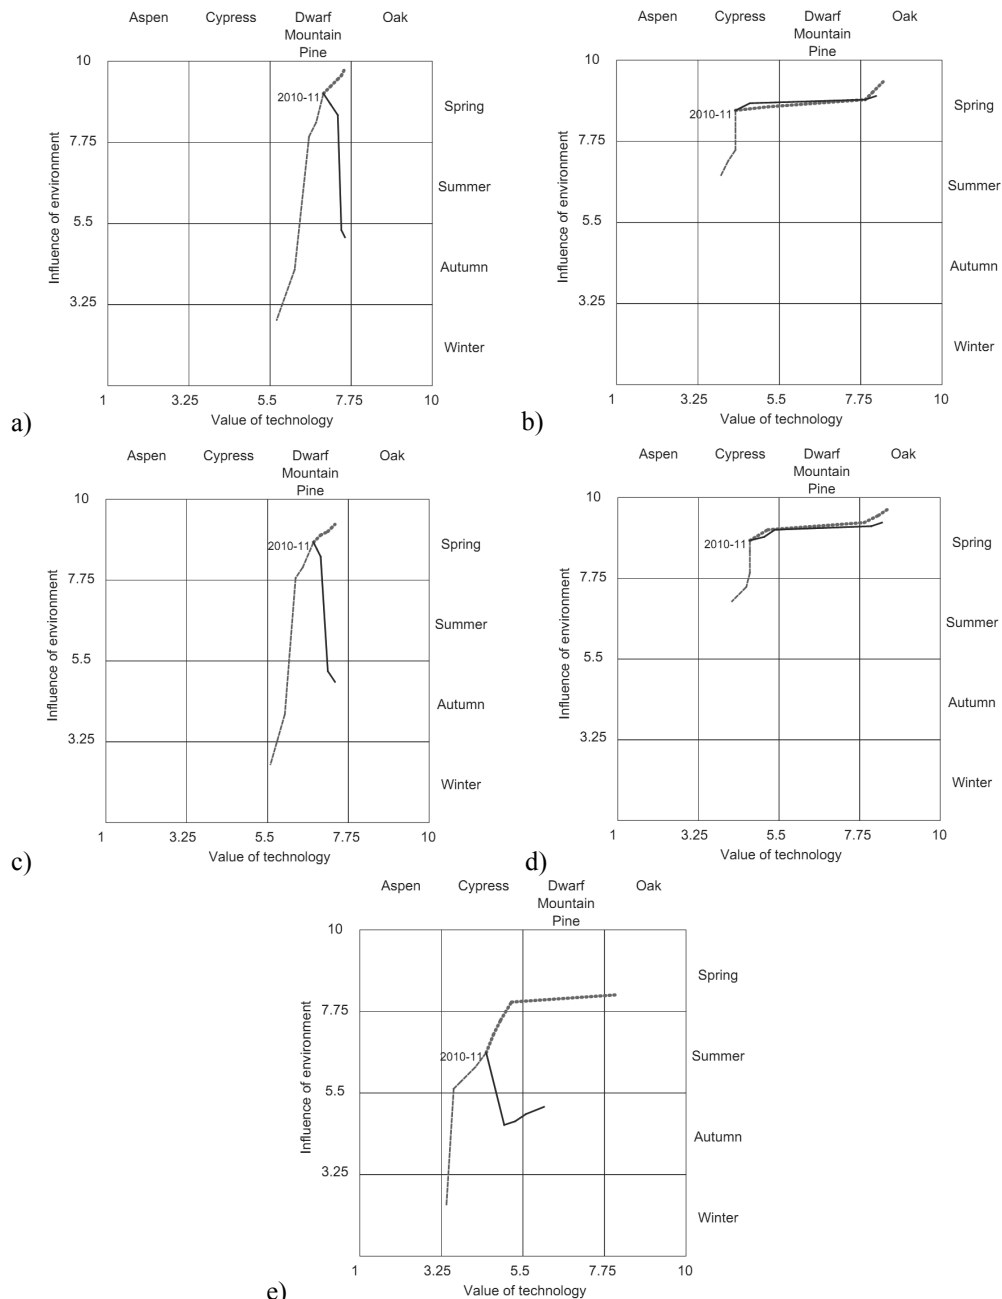 Aspen Cypress Dwarf Mountain Pine Oak
10
2010-11
Spring
7.75
Summer
5.5
Autumn
3.25
Winter
1 3.25 5.5 7.75 10
Value of technology
Influence of environment
a)
Aspen Cypress Dwarf Mountain Pine Oak
10
2010-11
Spring
7.75
Summer
5.5
Autumn
3.25
Winter
1 3.25 5.5 7.75 10
Value of technology
Influence of environment
b)
Aspen Cypress Dwarf Mountain Pine Oak
10
2010-11
Spring
7.75
Summer
5.5
Autumn
3.25
Winter
1 3.25 5.5 7.75 10
Value of technology
Influence of environment
c)
Aspen Cypress Dwarf Mountain Pine Oak
10
2010-11
Spring
7.75
Summer
5.5
Autumn
3.25
Winter
1 3.25 5.5 7.75 10
Value of technology
Influence of environment
d)
Aspen Cypress Dwarf Mountain Pine Oak
10
Spring
7.75
2010-11
Summer
5.5
Autumn
3.25
Winter
1 3.25 5.5 7.75 10
Value of technology
Influence of environment
e)